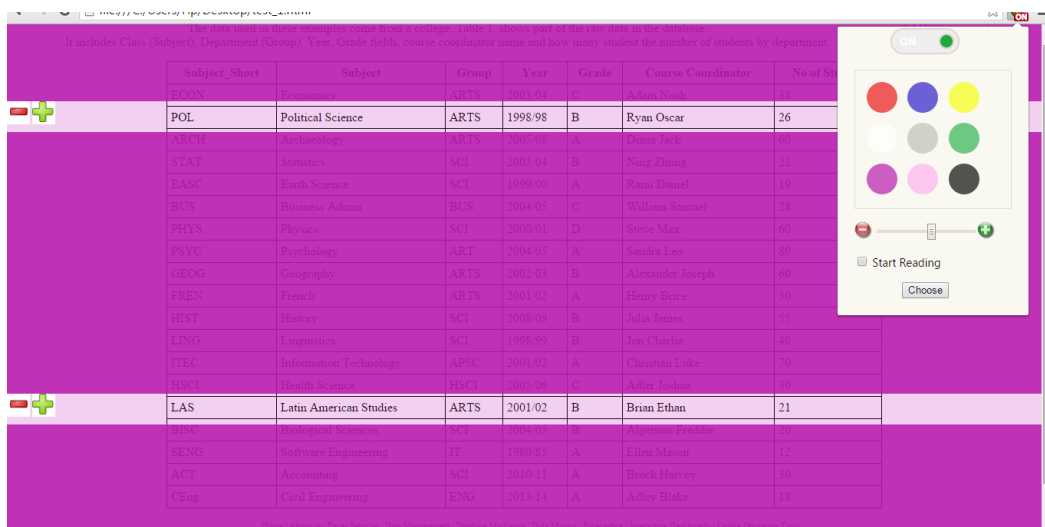 The data used in these examples come from a college. Table 1: shows part of the raw data in the database.
It includes Class (Subject), Department (Group), Year, Grade fields, course coordinator name and how many student the number of students by department.
ON
ON
Subject_Short Subject Group Year Grade Course Coordinator No of
ECON Economics ARTS 2003/04 C Adam Noah 38
POL Political Science ARTS 1998/98 B Ryan Oscar 26
ARCH Archaeology ARTS 2005/08 A Diana Jack 60
STAT Statistics SCI 2003/04 B Ning Zhong 22
EASC Earth Science SCI 1999/00 A Rami Daniel 19
BUS Business Admin BUS 2004/05 C William Samuel 28
PHYS Physics SCI 2000/01 D Steve Max 60
PSYC Psychology ART 2004/05 A Sandra Leo 80
GEOG Geography ARTS 2002/03 B Alexander Joseph 60
FREN French ARTS 2001/02 A Henry Brice 50
HIST History SCI 2008/09 B Julia James 55
LING Linguistics SCI 1998/99 B Jon Charlie 40
ITEC Information Technology APSC 2001/02 A Christian Luke 70
HSCI Health Science HSCI 2005/06 C Adler Joshua 30
LAS Latin American Studies ARTS 2001/02 B Brian Ethan 21
BISC Biological Sciences SCI 2004/05 B Algernon Freddie 20
SENG Software Engineering IT 1980/85 A Ellen Mason 12
ACT Accounting SCI 2010/11 A Brock Harvey 30
CEng Civil Engineering ENG 2013/14 A Adley Blake 18
Start Reading
Choose